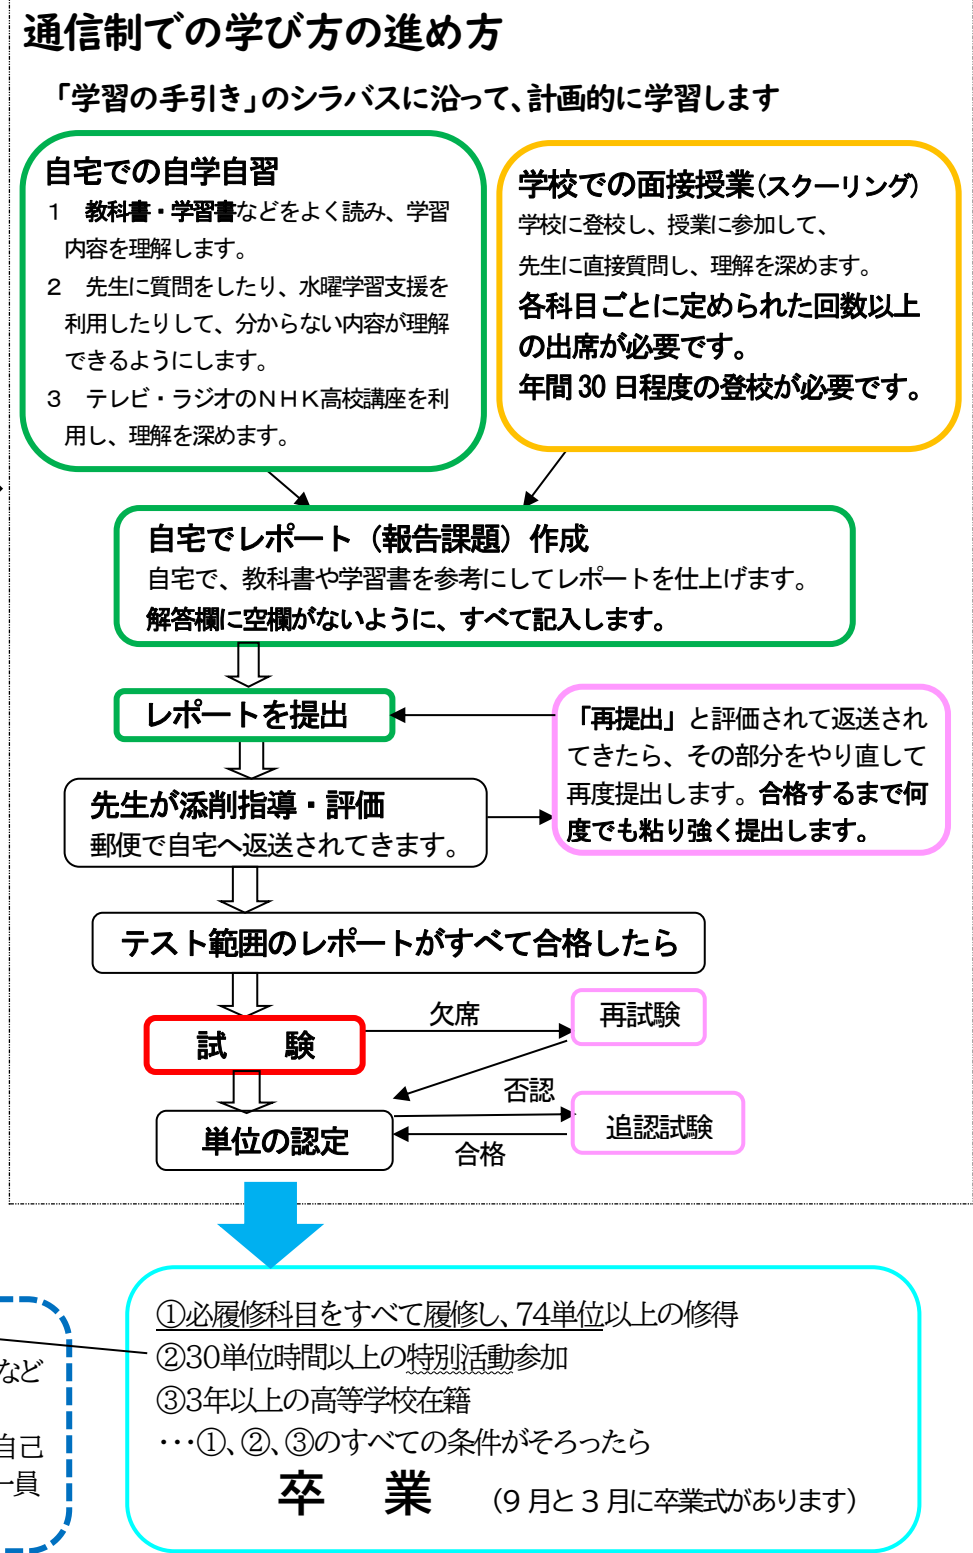 通信制での学び方の進め方
「学習の手引き」のシラバスに沿って、計画的に学習します
自宅での自学自習
1　教科書・学習書などをよく読み、学習
内容を理解します。
2　先生に質問をしたり、水曜学習支援を
利用したりして、分からない内容が理解
できるようにします。
3　テレビ・ラジオのNHK高校講座を利
用し、理解を深めます。
学校での面接授業(スクーリング)
学校に登校し、授業に参加して、
先生に直接質問し、理解を深めます。
各科目ごとに定められた回数以上
の出席が必要です。
年間30日程度の登校が必要です。
自宅でレポート（報告課題）作成
自宅で、教科書や学習書を参考にしてレポートを仕上げます。
解答欄に空欄がないように、すべて記入します。
レポートを提出
「再提出」と評価されて返送され
てきたら、その部分をやり直して
再度提出します。合格するまで何
度でも粘り強く提出します。
先生が添削指導・評価
郵便で自宅へ返送されてきます。
テスト範囲のレポートがすべて合格したら
試　験
欠席
再試験
否認
単位の認定
追認試験
合格
①必履修科目をすべて履修し、74単位以上の修得
②30単位時間以上の特別活動参加
③3年以上の高等学校在籍
・・・①、②、③のすべての条件がそろったら
卒　業　（9月と3月に卒業式があります）
など
自己
一員